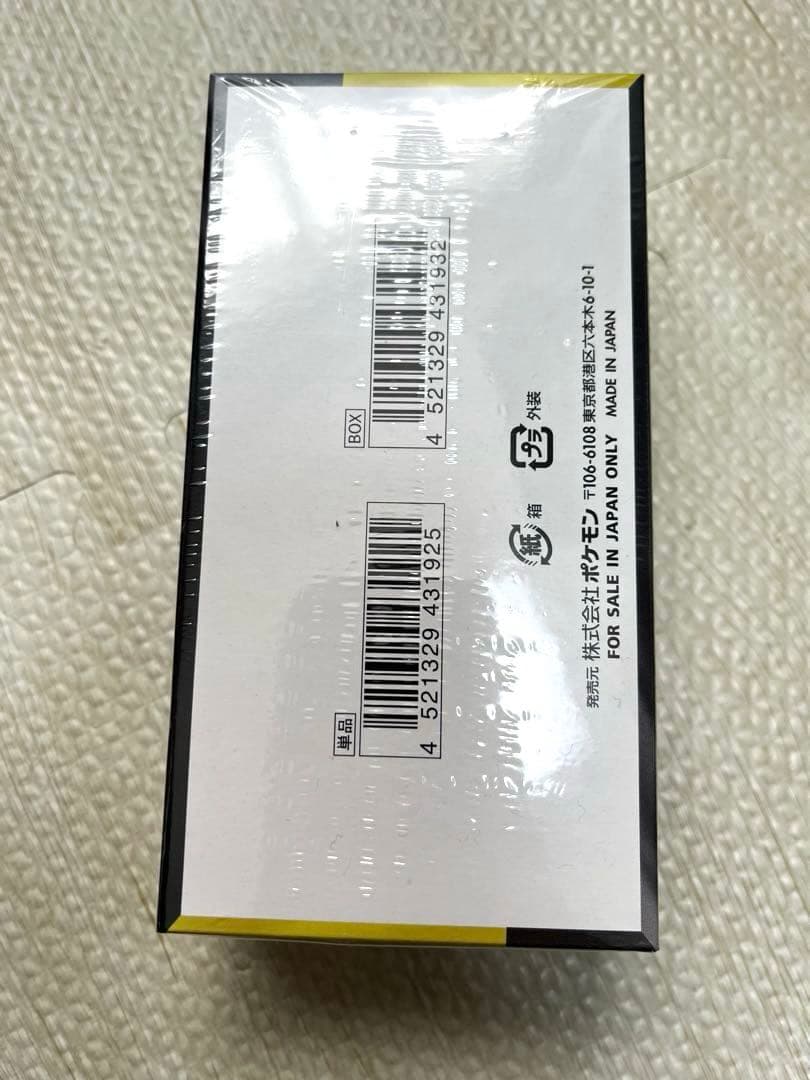 単品
4 521329 431925
BOX
4 521329 431932
紙 箱
プラ 外装
発売元 株式会社 ポケモン 〒106-6108 東京都港区六本木6-10-1
FOR SALE IN JAPAN ONLY MADE IN JAPAN